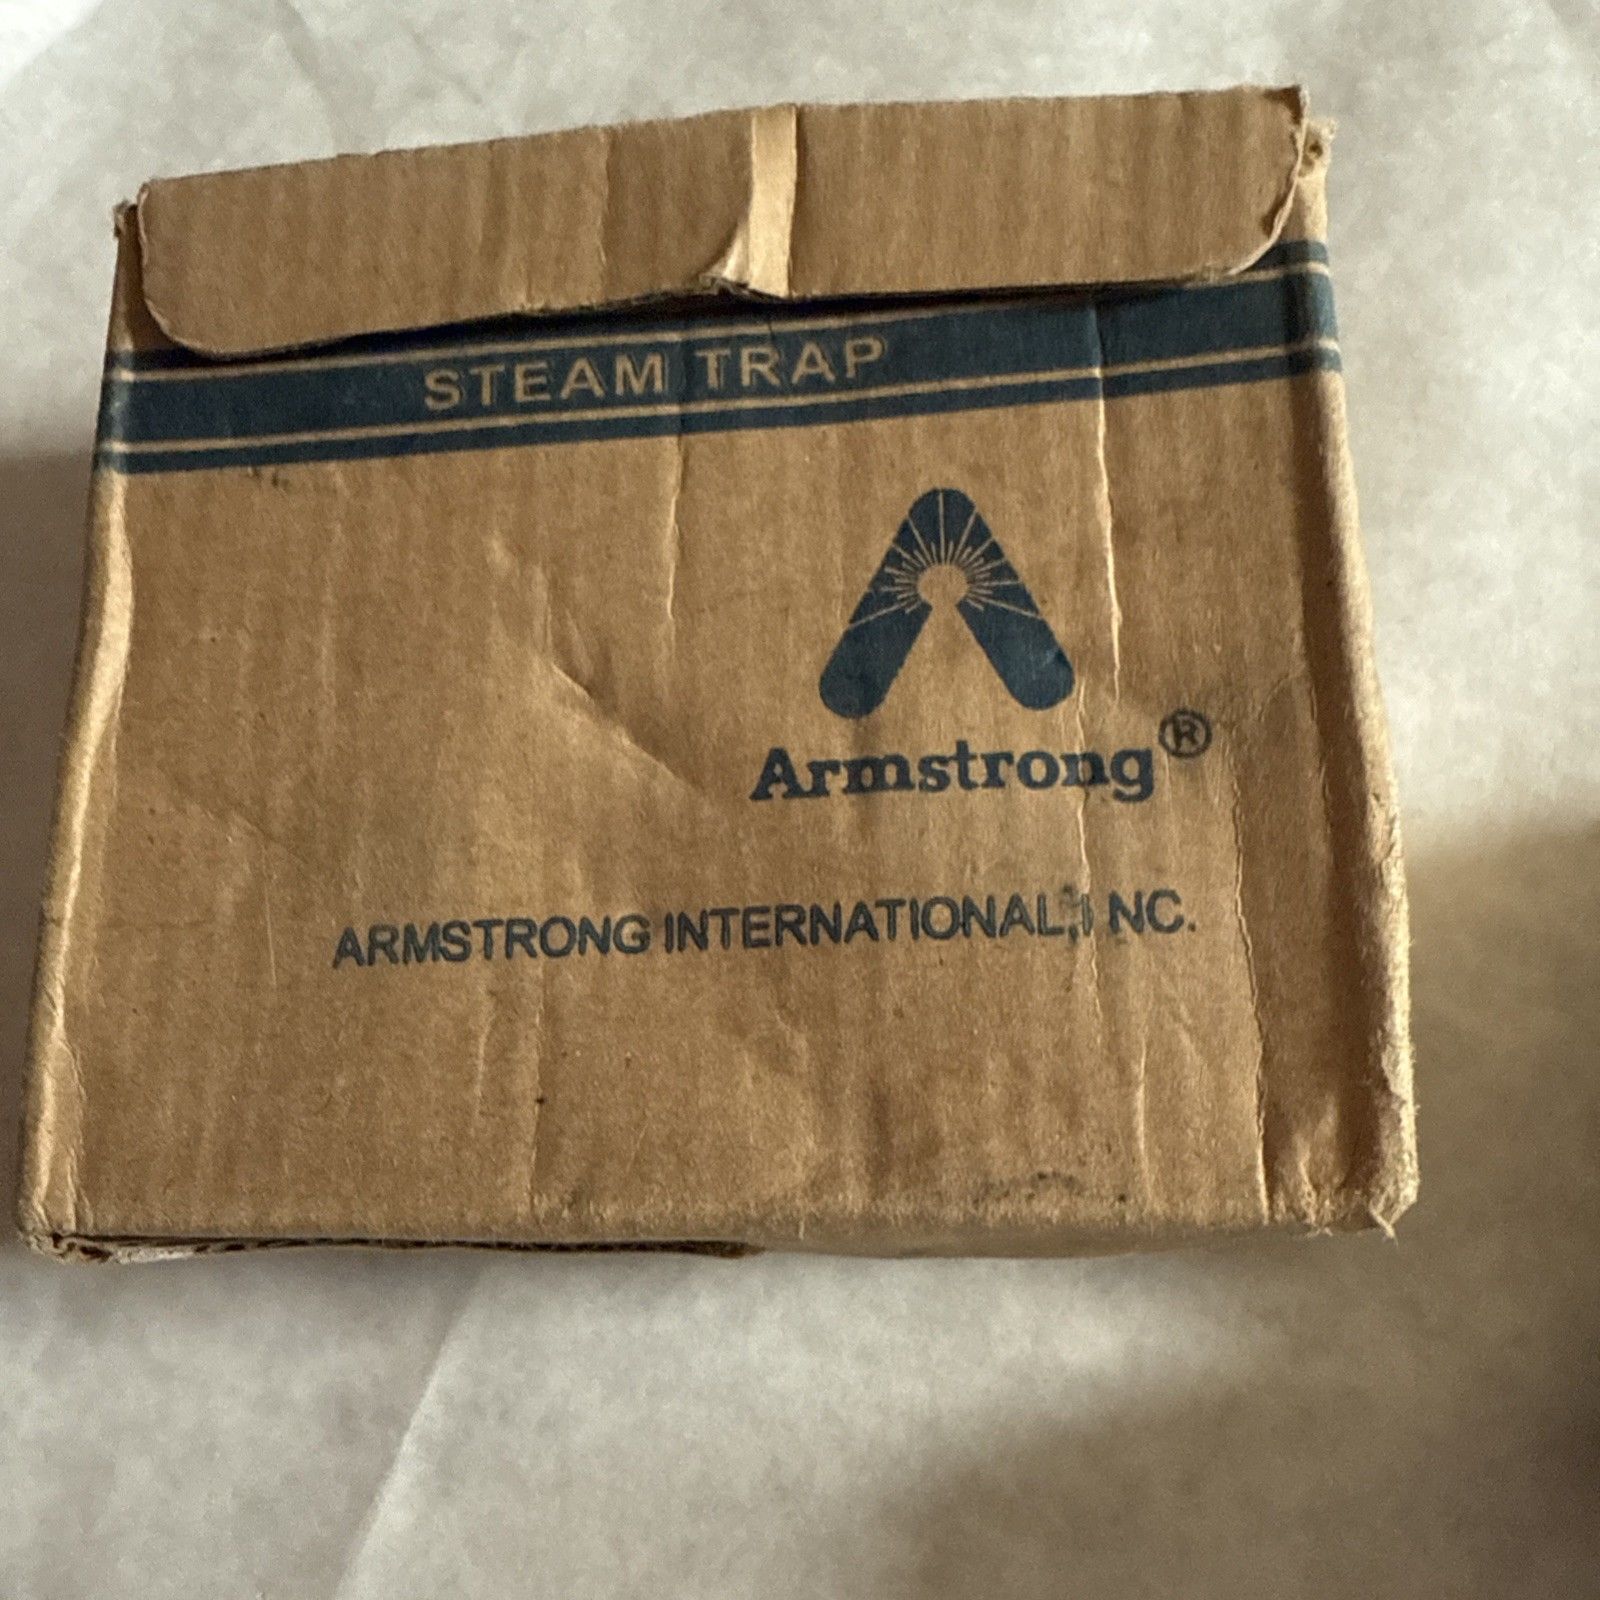 STEAM TRAP
Armstrong®
ARMSTRONG INTERNATIONAL, INC.